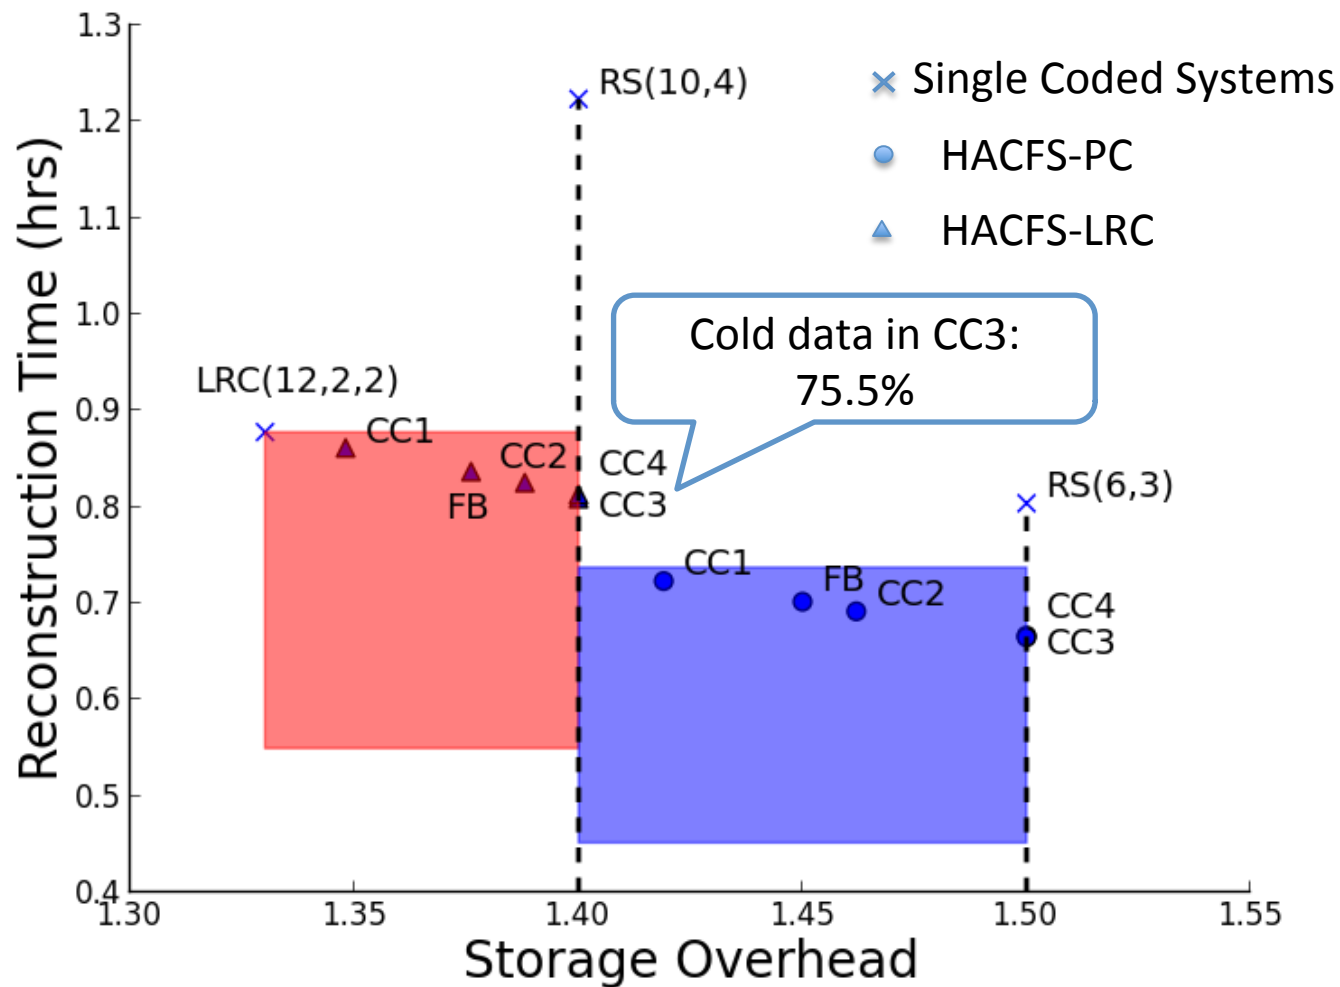 1.3
1.2
1.1
1.0
0.9
0.8
0.7
0.6
0.5
0.4
Reconstruction Time (hrs)
RS(10,4)
Single Coded Systems
HACFS-PC
HACFS-LRC
Cold data in CC3:
75.5%
LRC(12,2,2)
CC1
CC2
FB
CC4
CC3
RS(6,3)
CC1
FB
CC2
CC4
CC3
1.30
1.35
1.40
1.45
1.50
1.55
Storage Overhead